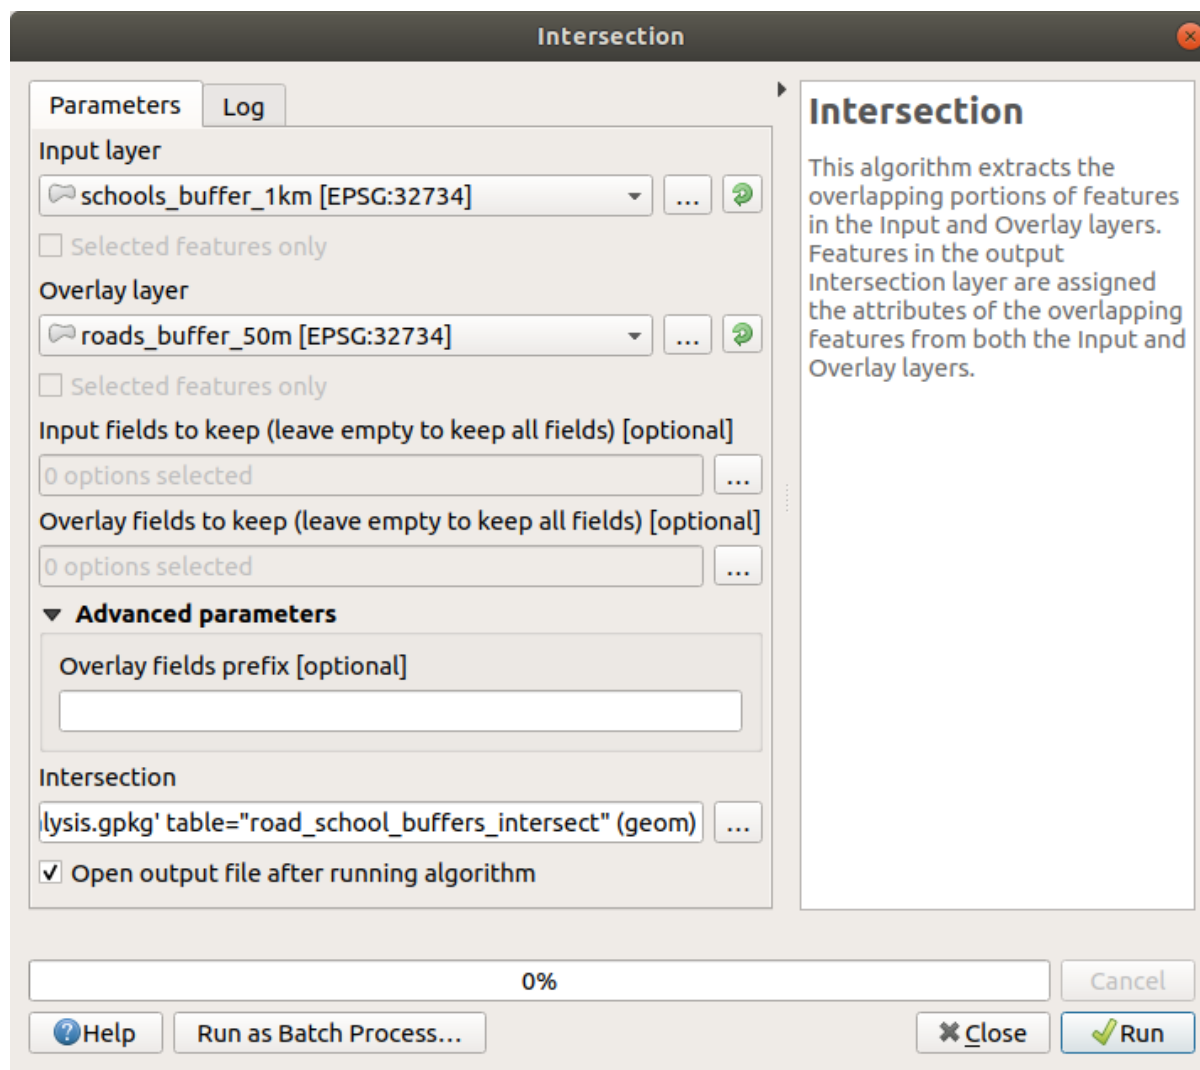 Intersection
Parameters
Log
Input layer
schools_buffer_1km [EPSG:32734]
...
Selected features only
Overlay layer
roads_buffer_50m [EPSG:32734]
...
Selected features only
Input fields to keep (leave empty to keep all fields) [optional]
0 options selected
...
Overlay fields to keep (leave empty to keep all fields) [optional]
0 options selected
...
Advanced parameters
Overlay fields prefix [optional]
Intersection
lysis.gpkg' table="road_school_buffers_intersect" (geom)
...
Open output file after running algorithm
Intersection
This algorithm extracts the
overlapping portions of features
in the Input and Overlay layers.
Features in the output
Intersection layer are assigned
the attributes of the overlapping
features from both the Input and
Overlay layers.
0%
Cancel
Help
Run as Batch Process...
Close
Run